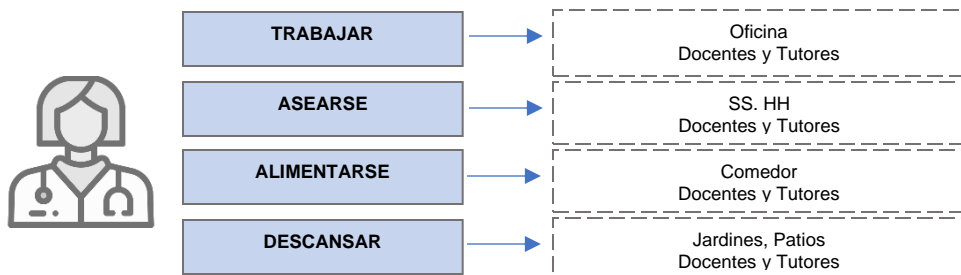 TRABAJAR
Oficina
Docentes y Tutores
ASEARSE
SS. HH
Docentes y Tutores
ALIMENTARSE
Comedor
Docentes y Tutores
DESCANSAR
Jardines, Patios
Docentes y Tutores